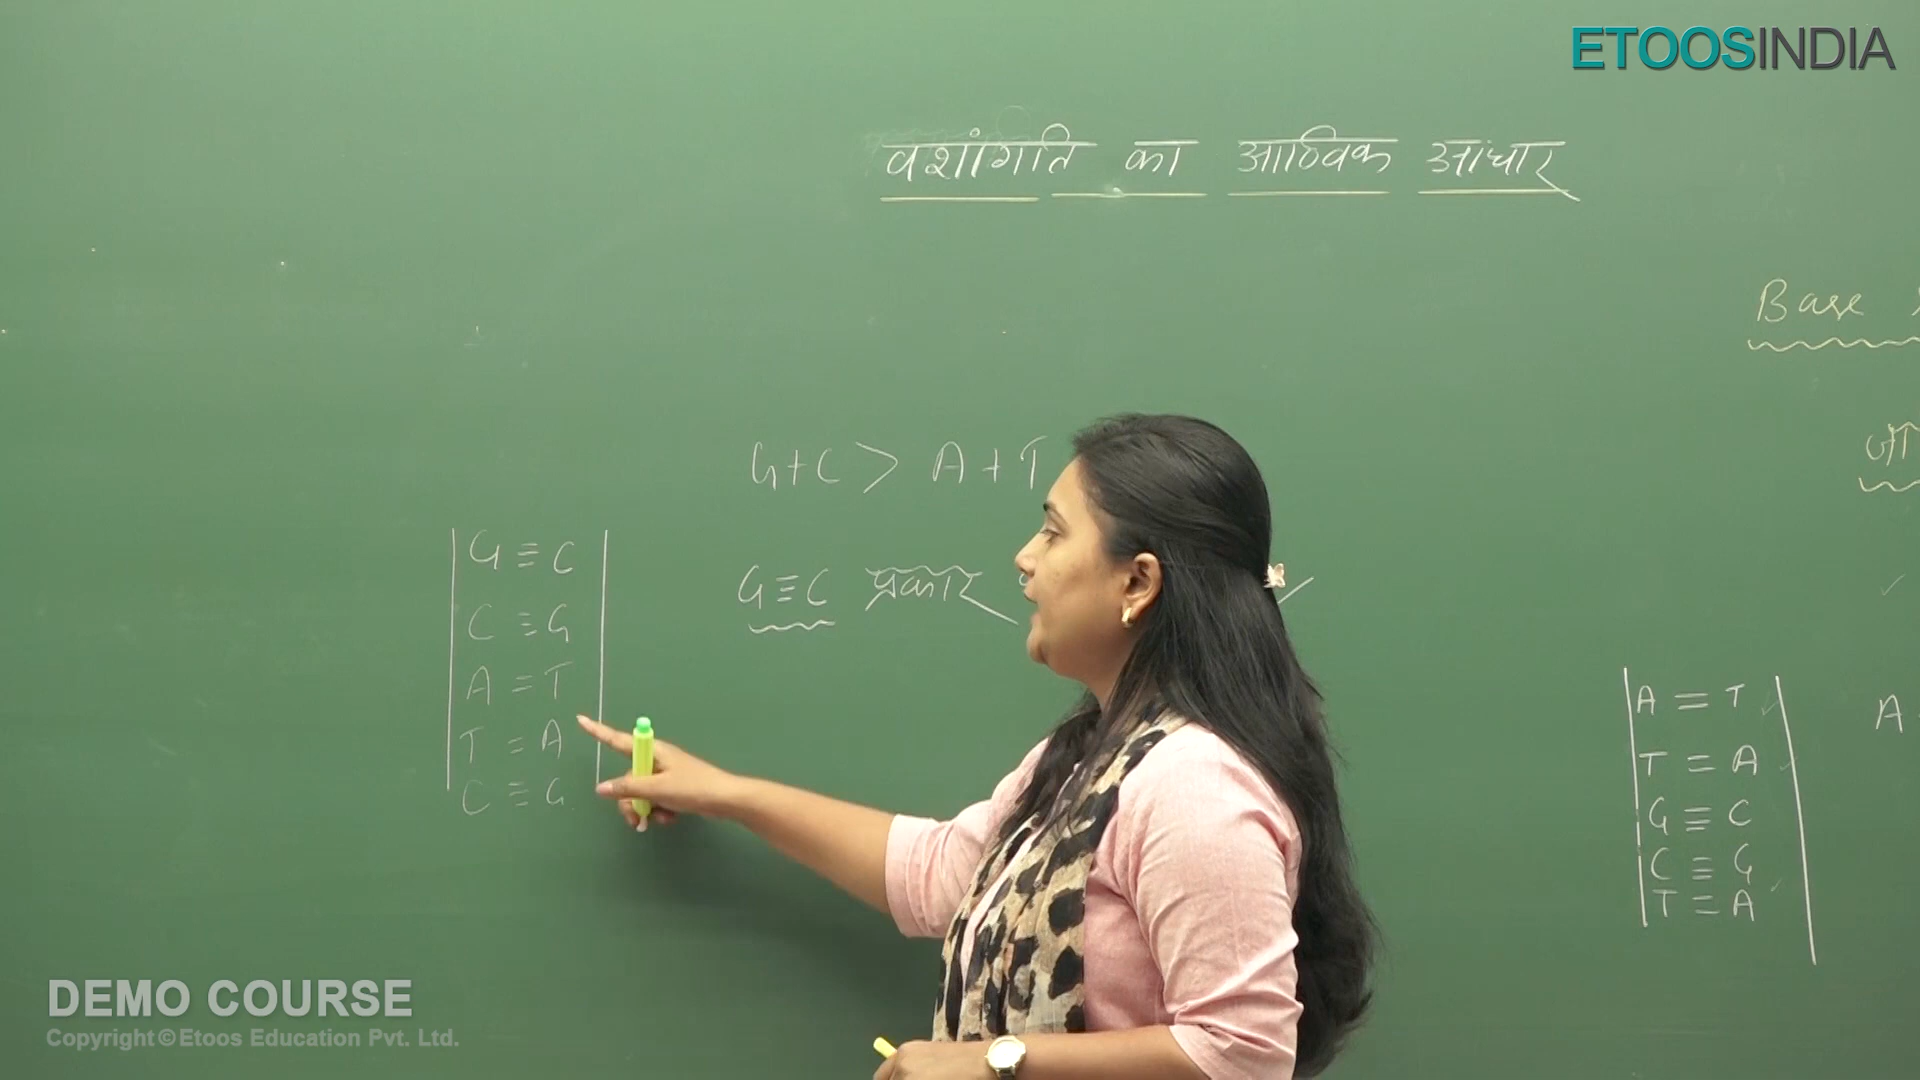 ETOOSINDIA
वशांगति का आण्विक आधार
Base
G+C > A+T
G≡C
C≡G
A=T
T=A
C≡G
G≡C प्रकार
A=T
T=A
G≡C
C≡G
T=A
A
DEMO COURSE
Copyright © Etoos Education Pvt. Ltd.